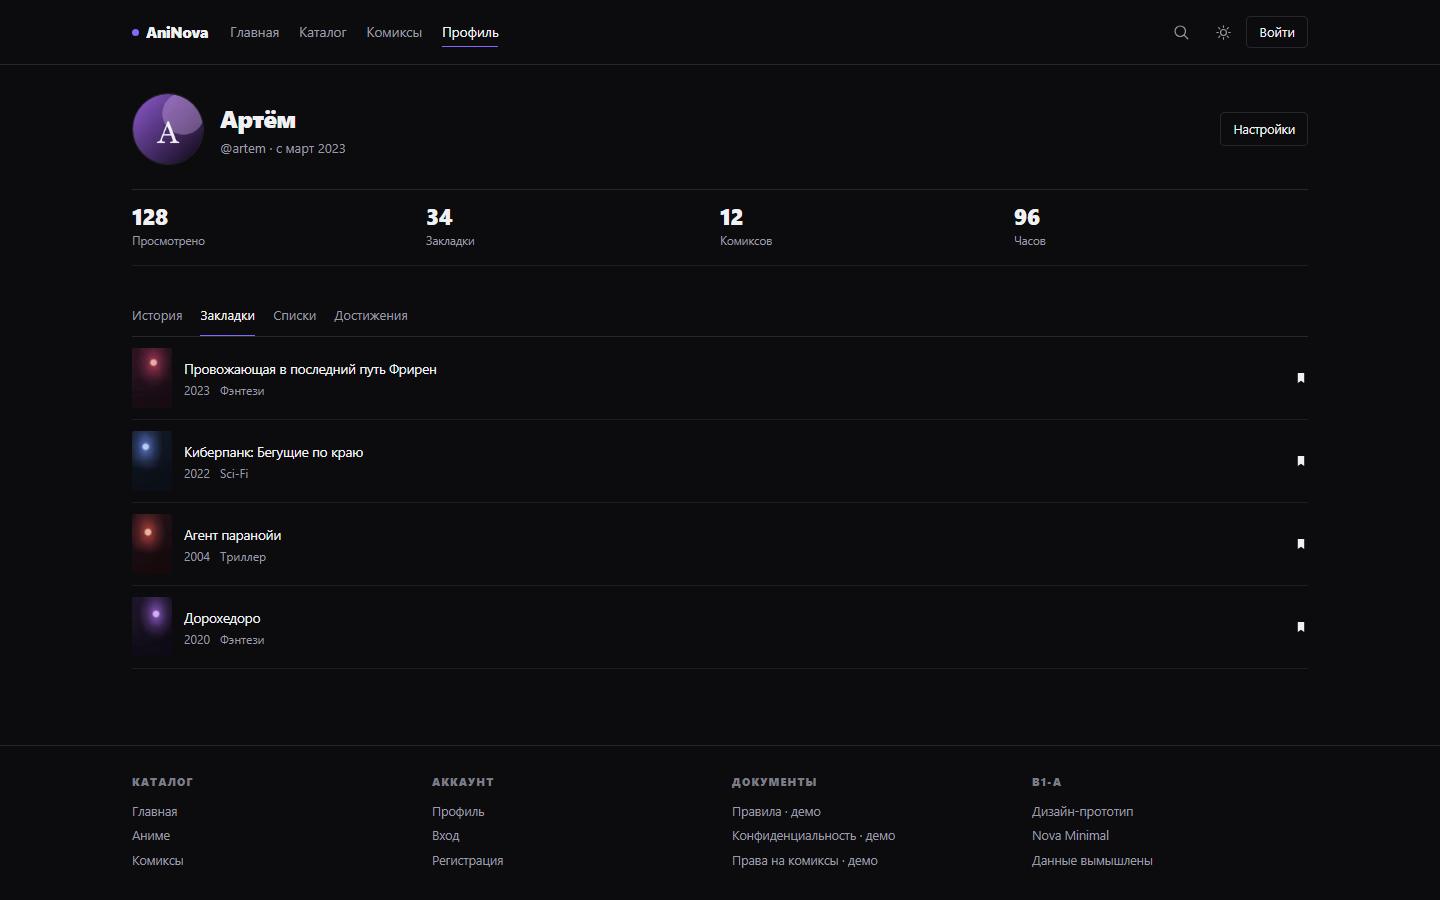 AniNova Главная Каталог Комиксы Профиль Войти
А
Артём
@artem · с март 2023
Настройки
128 34 12 96
Просмотрено Закладки Комиксов Часов
История Закладки Списки Достижения
Провожающая в последний путь Фрирен
2023 Фэнтези
Киберпанк: Бегущие по краю
2022 Sci-Fi
Агент паранойи
2004 Триллер
Дорохедоро
2020 Фэнтези
КАТАЛОГ
Главная
Аниме
Комиксы
АККАУНТ
Профиль
Вход
Регистрация
ДОКУМЕНТЫ
Правила · демо
Конфиденциальность · демо
Права на комиксы · демо
B1-A
Дизайн-прототип
Nova Minimal
Данные вымышлены